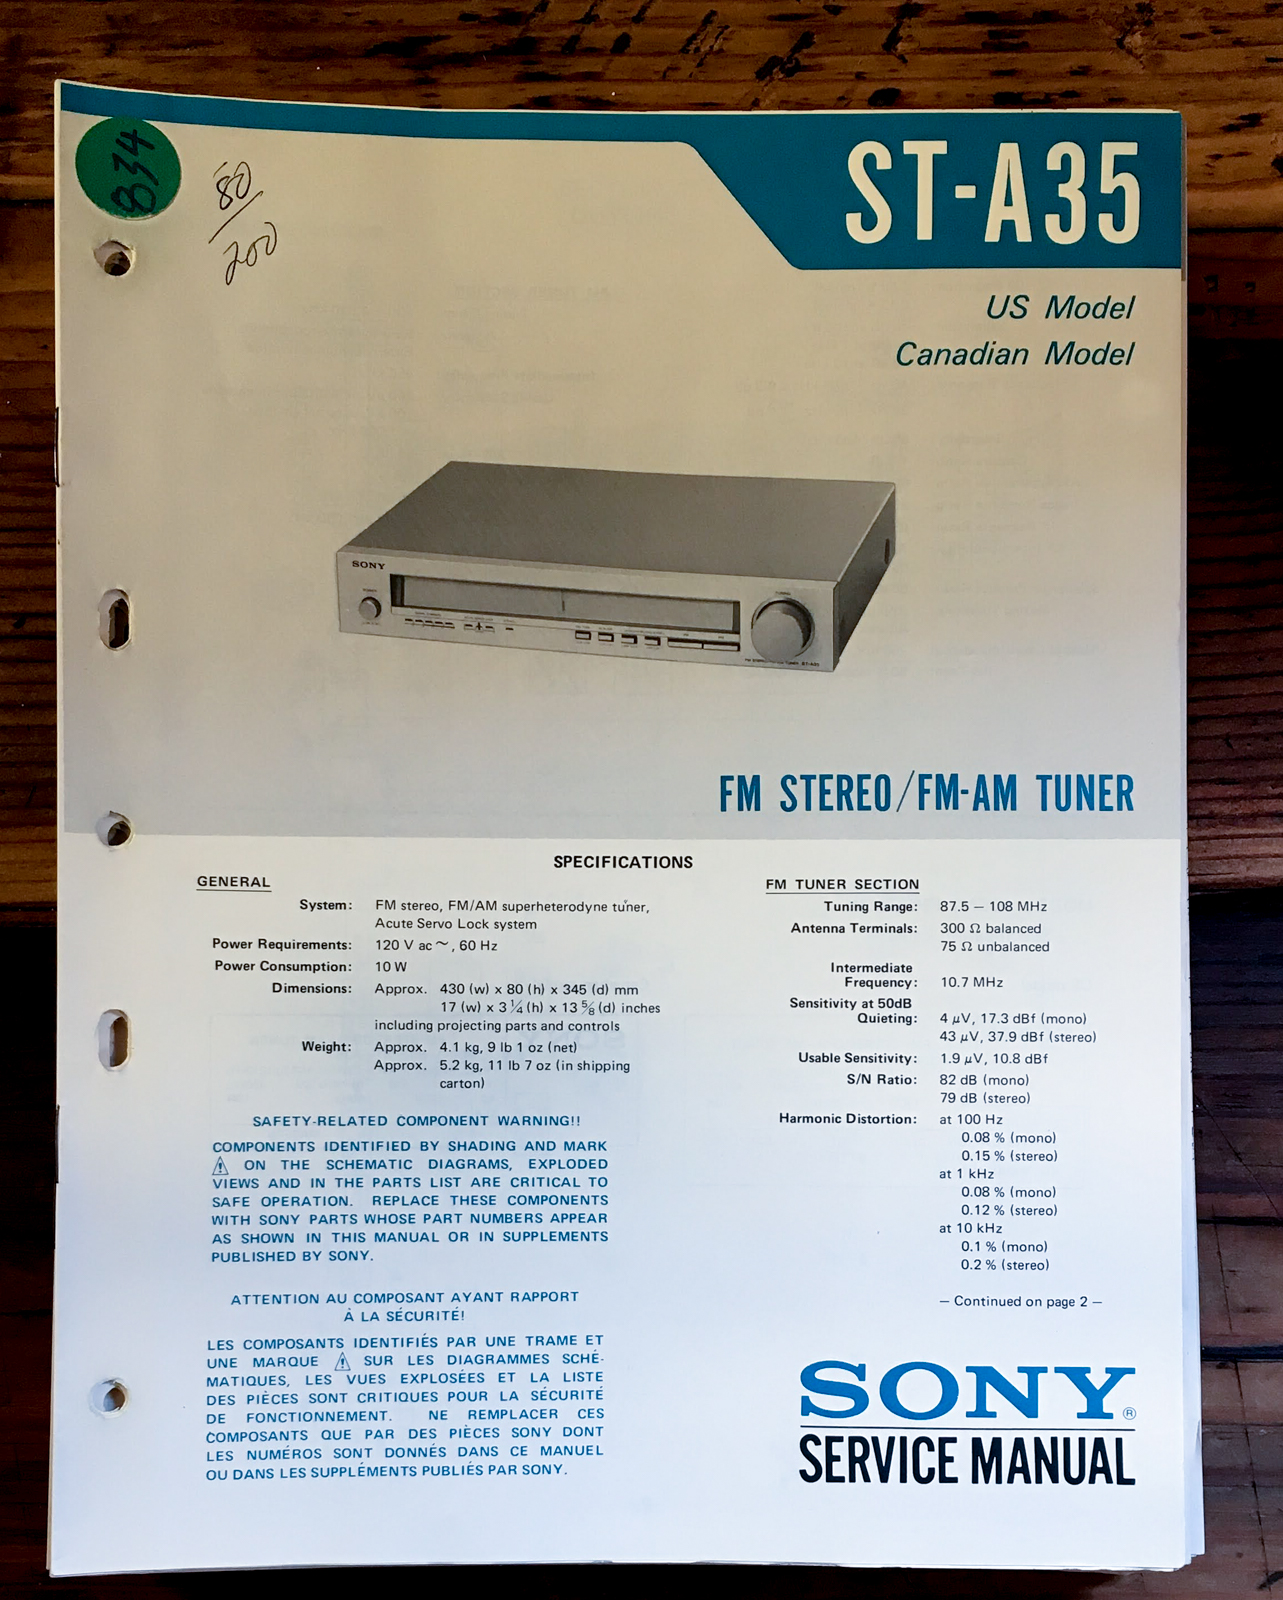 834
80
200
ST-A35
US Model
Canadian Model
SONY
FM STEREO/FM-AM TUNER
SPECIFICATIONS
GENERAL
System: FM stereo, FM/AM superheterodyne tuner,
Acute Servo Lock system
Power Requirements: 120 V ac ~, 60 Hz
Power Consumption: 10 W
Dimensions: Approx. 430 (w) x 80 (h) x 345 (d) mm
17 (w) x 3 1/4 (h) x 13 5/8 (d) inches
including projecting parts and controls
Weight: Approx. 4.1 kg, 9 lb 1 oz (net)
Approx. 5.2 kg, 11 lb 7 oz (in shipping
carton)
SAFETY-RELATED COMPONENT WARNING!!
COMPONENTS IDENTIFIED BY SHADING AND MARK
⚠ ON THE SCHEMATIC DIAGRAMS, EXPLODED
VIEWS AND IN THE PARTS LIST ARE CRITICAL TO
SAFE OPERATION. REPLACE THESE COMPONENTS
WITH SONY PARTS WHOSE PART NUMBERS APPEAR
AS SHOWN IN THIS MANUAL OR IN SUPPLEMENTS
PUBLISHED BY SONY.
ATTENTION AU COMPOSANT AYANT RAPPORT
À LA SÉCURITÉ!
LES COMPOSANTS IDENTIFIÉS PAR UNE TRAME ET
UNE MARQUE ⚠ SUR LES DIAGRAMMES SCHÉ-
MATIQUES, LES VUES EXPLOSÉES ET LA LISTE
DES PIÈCES SONT CRITIQUES POUR LA SÉCURITÉ
DE FONCTIONNEMENT. NE REMPLACER CES
COMPOSANTS QUE PAR DES PIÈCES SONY DONT
LES NUMÉROS SONT DONNÉS DANS CE MANUEL
OU DANS LES SUPPLÉMENTS PUBLIÉS PAR SONY.
FM TUNER SECTION
Tuning Range: 87.5 – 108 MHz
Antenna Terminals: 300 Ω balanced
75 Ω unbalanced
Intermediate
Frequency: 10.7 MHz
Sensitivity at 50dB
Quieting: 4 μV, 17.3 dBf (mono)
43 μV, 37.9 dBf (stereo)
Usable Sensitivity: 1.9 μV, 10.8 dBf
S/N Ratio: 82 dB (mono)
79 dB (stereo)
Harmonic Distortion: at 100 Hz
0.08 % (mono)
0.15 % (stereo)
at 1 kHz
0.08 % (mono)
0.12 % (stereo)
at 10 kHz
0.1 % (mono)
0.2 % (stereo)
– Continued on page 2 –
SONY®
SERVICE MANUAL